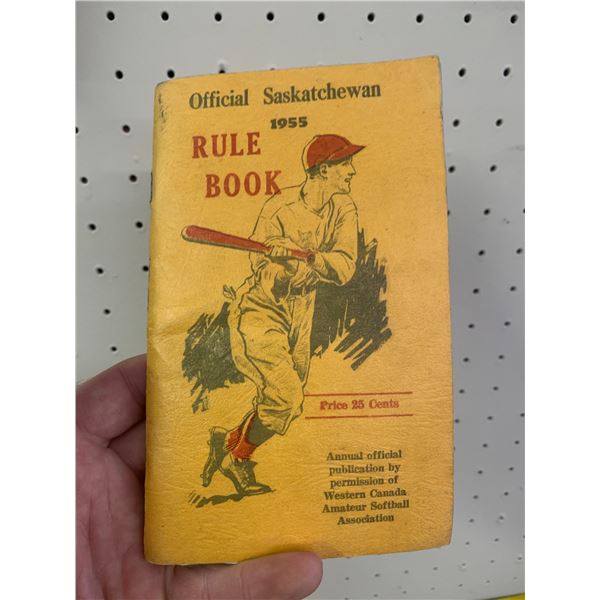 Official Saskatchewan
1955
RULE
BOOK
Price 25 Cents
Annual official
publication by
permission of
Western Canada
Amateur Softball
Association